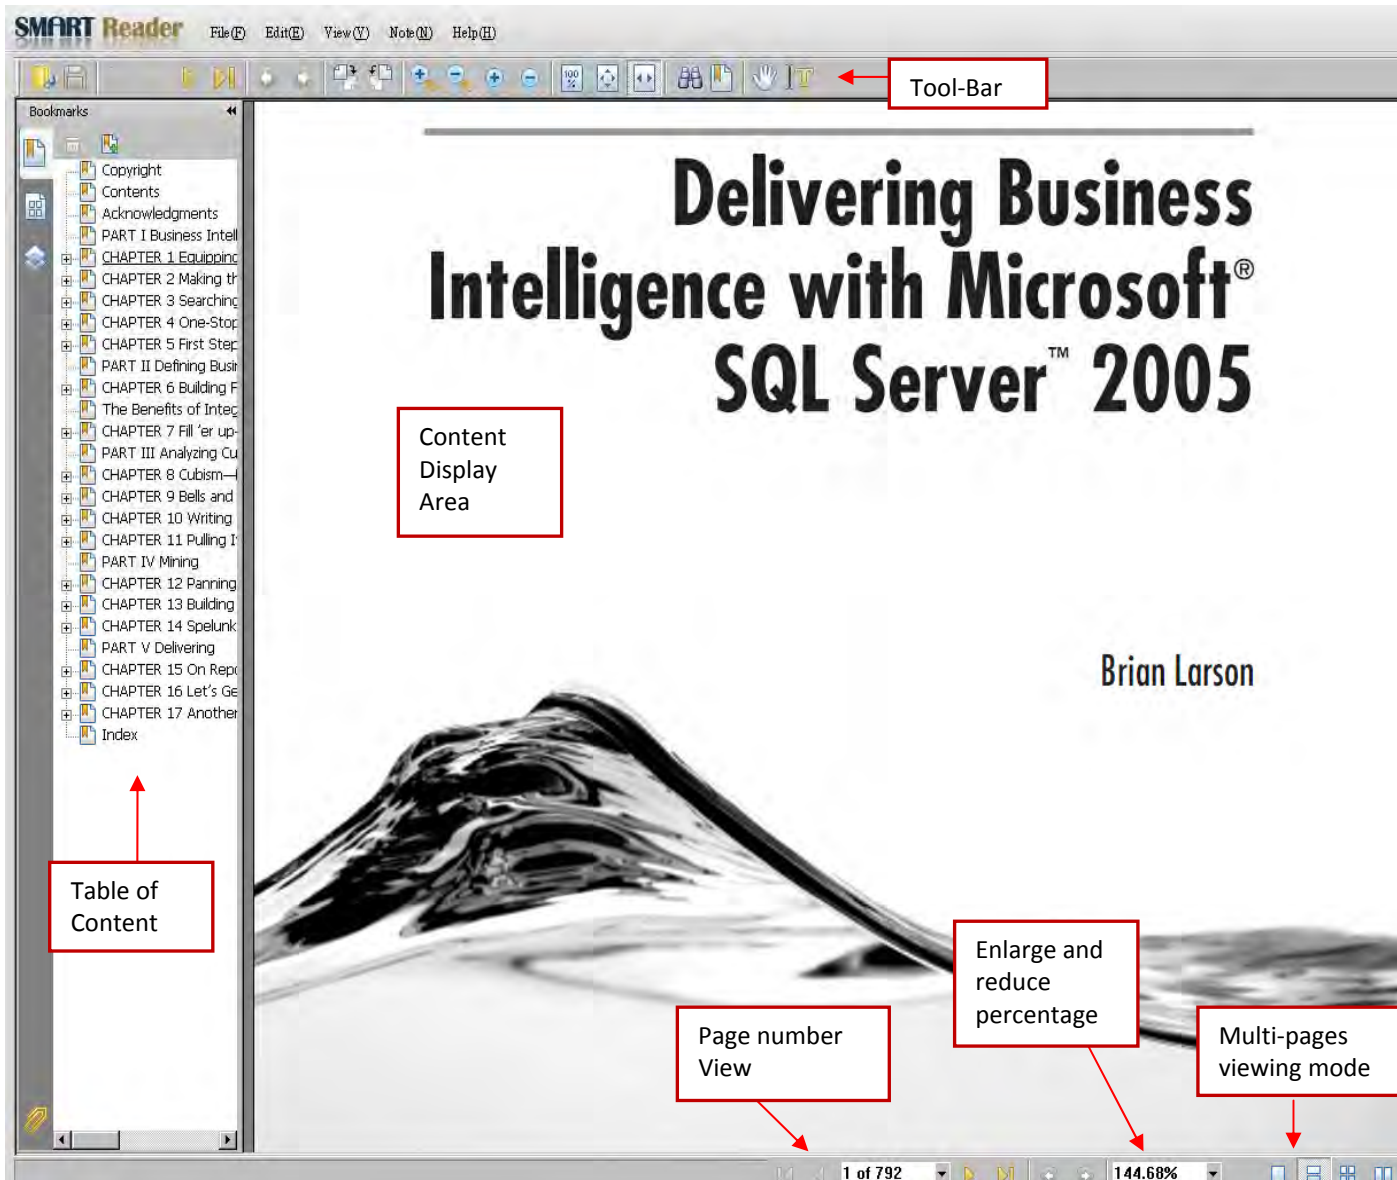 SMART Reader File(F) Edit(E) View(V) Note(N) Help(H)
100 %
Tool-Bar
Bookmarks
Copyright
Contents
Acknowledgments
PART I Business Intell
CHAPTER 1 Equipping
CHAPTER 2 Making th
CHAPTER 3 Searching
CHAPTER 4 One-Stop
CHAPTER 5 First Step
PART II Defining Busin
CHAPTER 6 Building F
The Benefits of Integ
CHAPTER 7 Fill 'er up-
PART III Analyzing Cu
CHAPTER 8 Cubism—
CHAPTER 9 Bells and
CHAPTER 10 Writing
CHAPTER 11 Pulling I
PART IV Mining
CHAPTER 12 Panning
CHAPTER 13 Building
CHAPTER 14 Spelunk
PART V Delivering
CHAPTER 15 On Repo
CHAPTER 16 Let's Ge
CHAPTER 17 Another
Index
Table of
Content
Delivering Business
Intelligence with Microsoft®
SQL Server™ 2005
Content
Display
Area
Brian Larson
Enlarge and
reduce
percentage
Page number
View
Multi-pages
viewing mode
1 of 792
144.68%